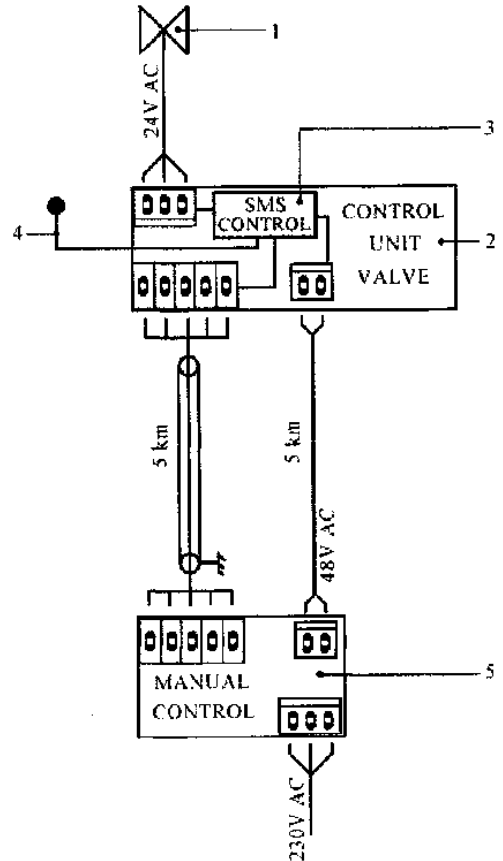 1
24V AC
3
SMS
CONTROL
CONTROL
UNIT
VALVE
2
4
5 km
5 km
48V AC
MANUAL
CONTROL
5
230V AC